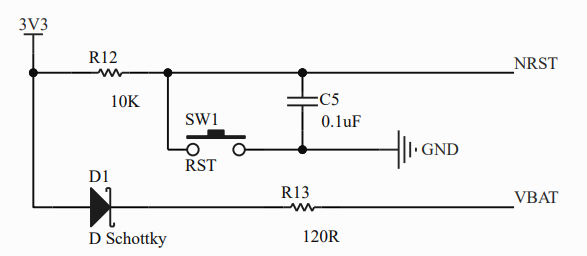 3V3
R12
NRST
10K
C5
SW1
0.1uF
GND
RST
D1
R13
VBAT
D Schottky
120R